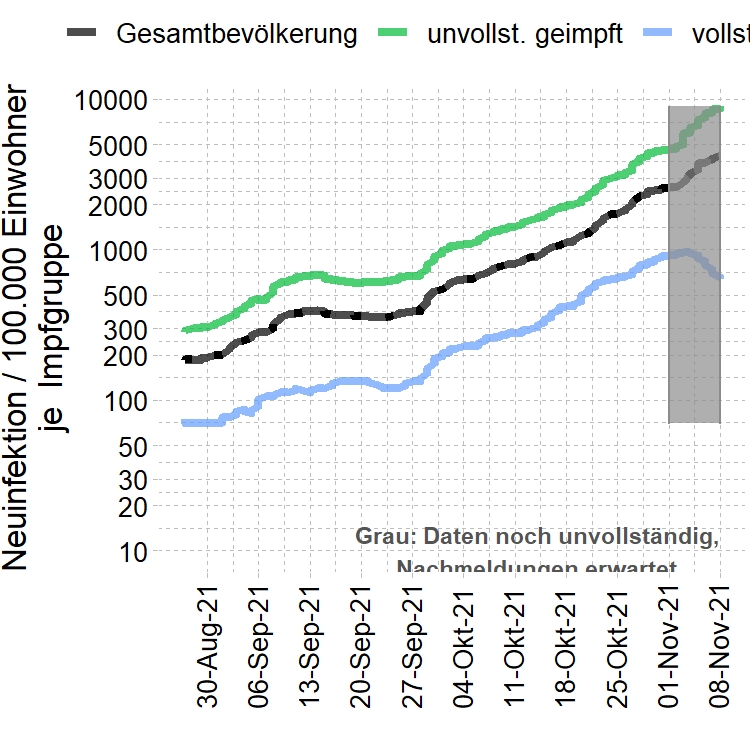 Gesamtbevölkerung unvollst. geimpft vollst
Neuinfektion / 100.000 Einwohner
je Impfgruppe
10000
5000
3000
2000
1000
500
300
200
100
50
30
20
10
Grau: Daten noch unvollständig,
Nachmeldungen erwartet
30-Aug-21
06-Sep-21
13-Sep-21
20-Sep-21
27-Sep-21
04-Okt-21
11-Okt-21
18-Okt-21
25-Okt-21
01-Nov-21
08-Nov-21